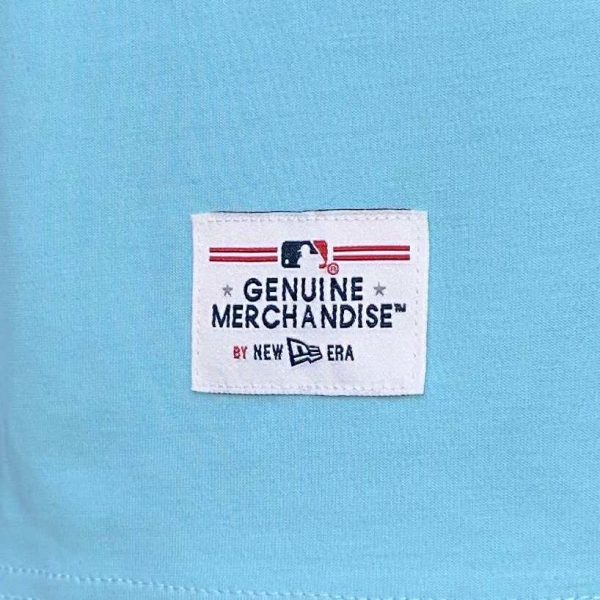 ®
GENUINE
MERCHANDISE™
BY NEW ERA